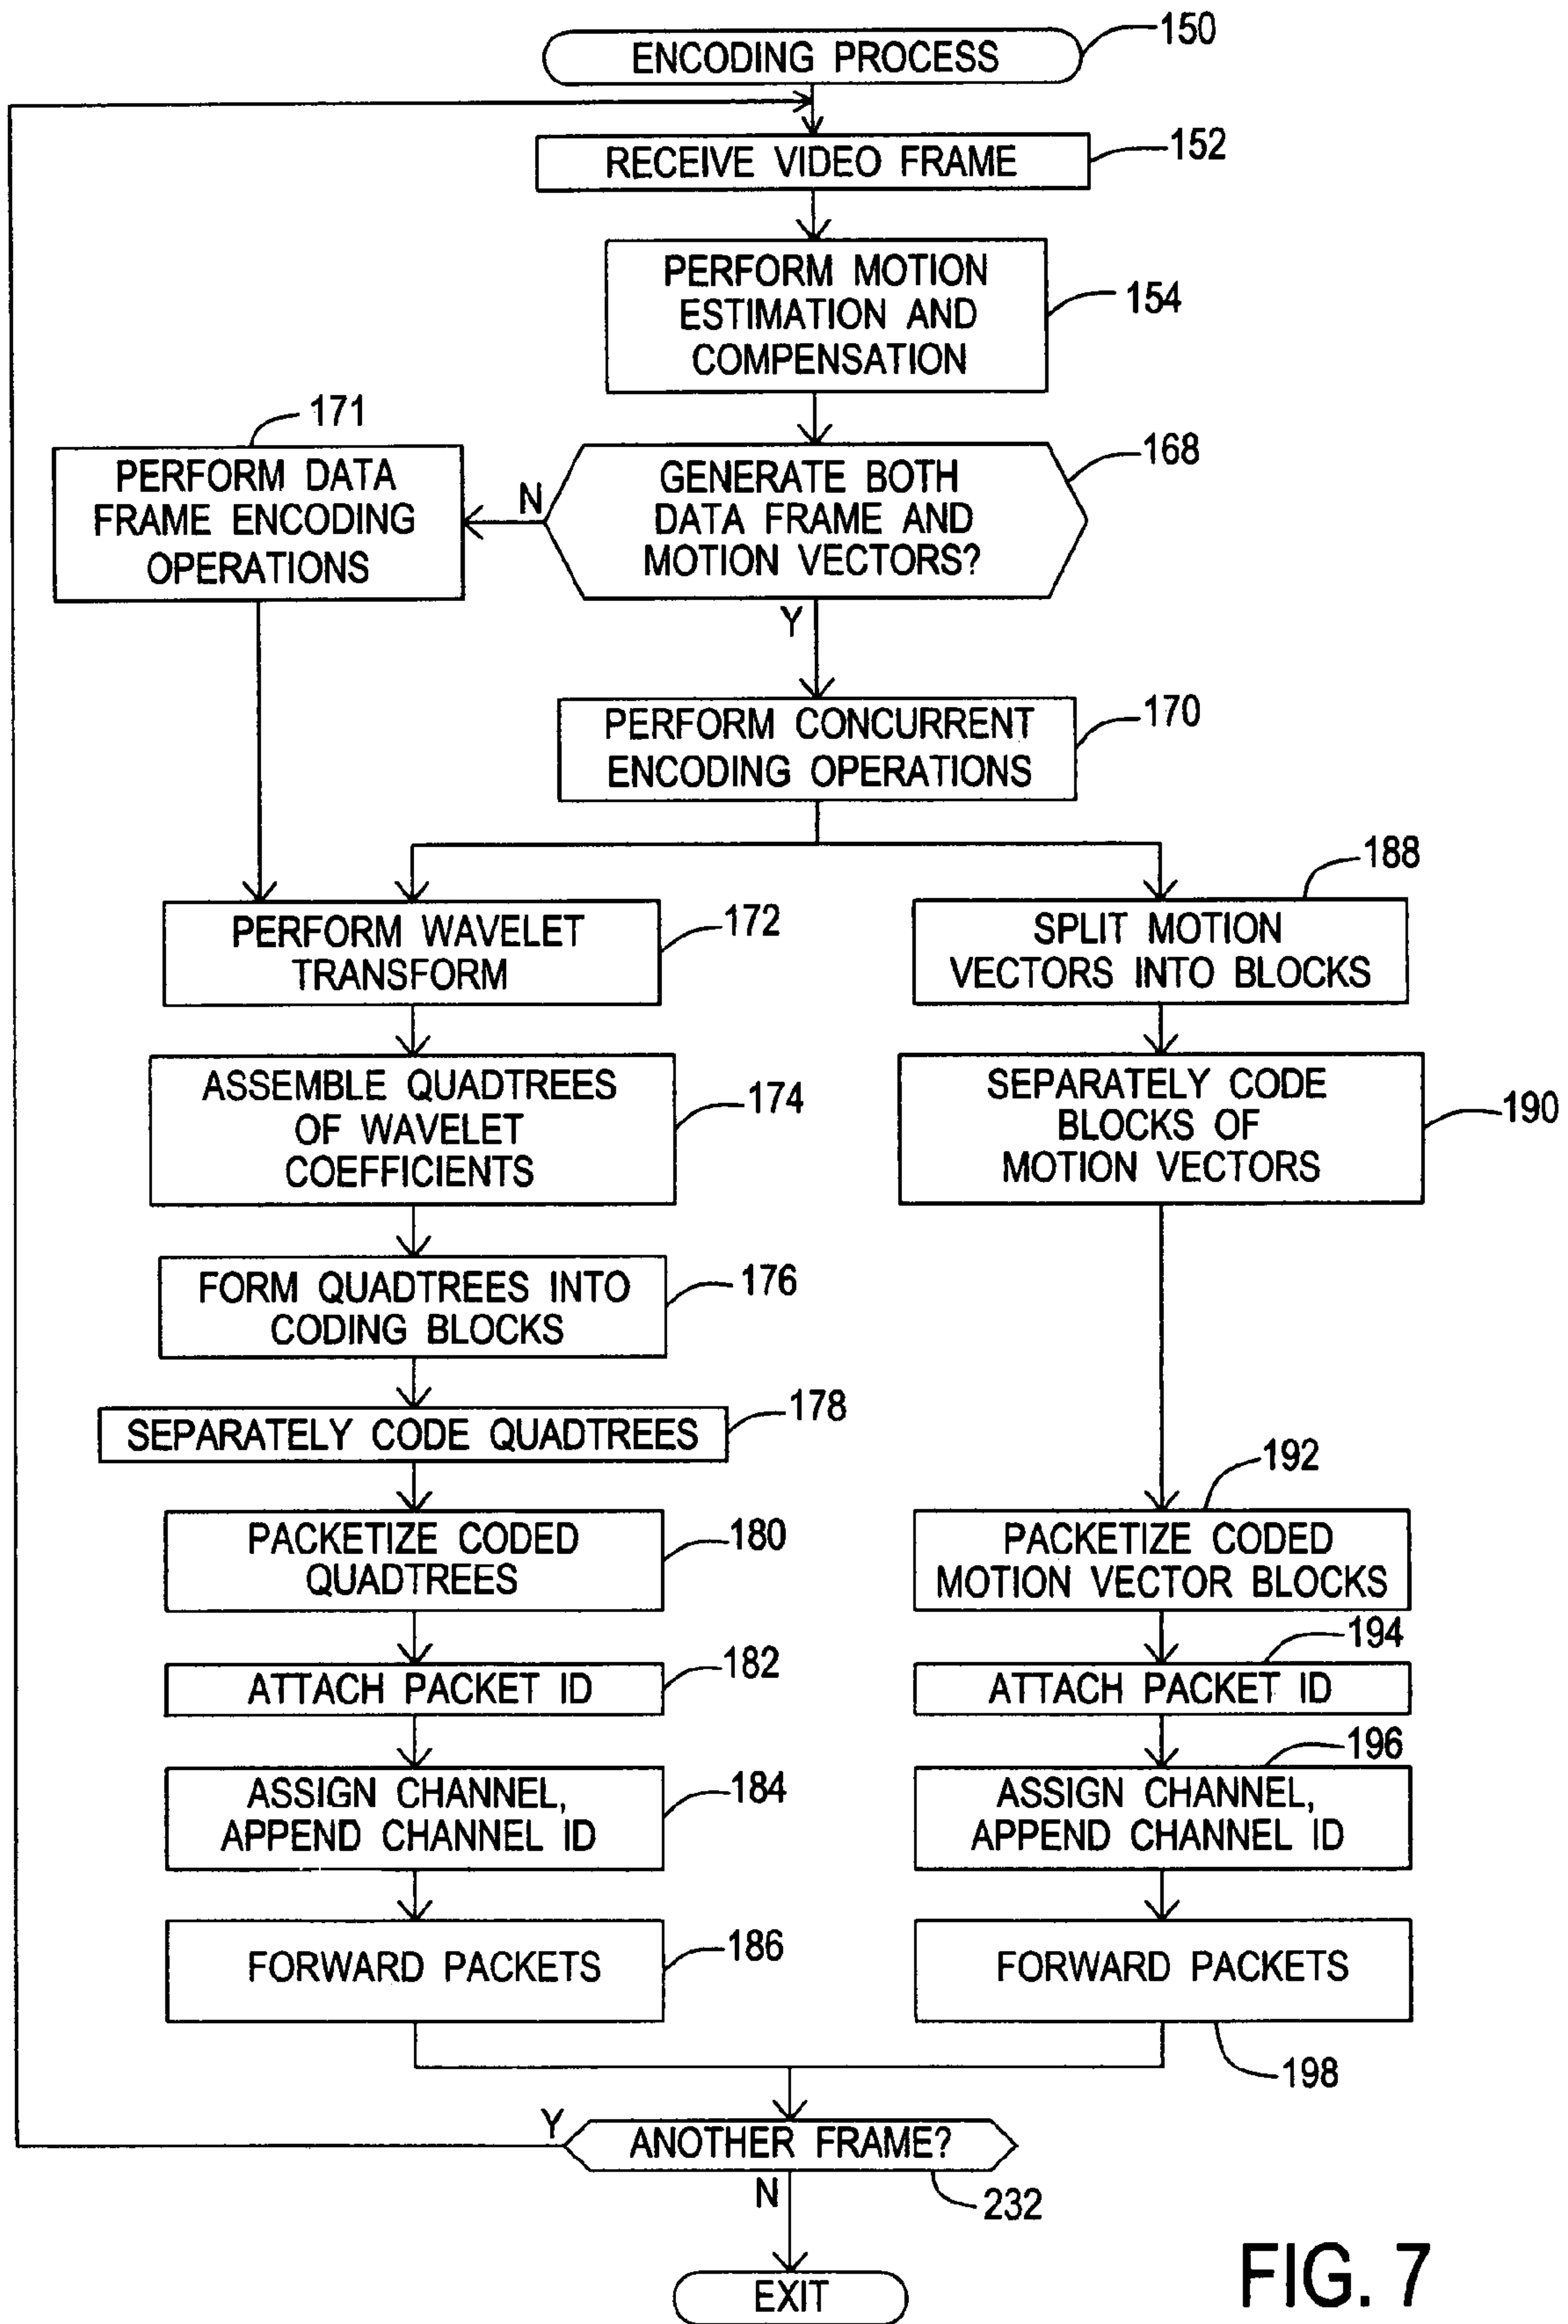 ENCODING PROCESS
150
RECEIVE VIDEO FRAME
152
PERFORM MOTION
ESTIMATION AND
COMPENSATION
154
171
PERFORM DATA
FRAME ENCODING
OPERATIONS
N
GENERATE BOTH
DATA FRAME AND
MOTION VECTORS?
168
Y
PERFORM CONCURRENT
ENCODING OPERATIONS
170
PERFORM WAVELET
TRANSFORM
172
188
SPLIT MOTION
VECTORS INTO BLOCKS
ASSEMBLE QUADTREES
OF WAVELET
COEFFICIENTS
174
SEPARATELY CODE
BLOCKS OF
MOTION VECTORS
190
FORM QUADTREES INTO
CODING BLOCKS
176
SEPARATELY CODE QUADTREES
178
PACKETIZE CODED
QUADTREES
180
192
PACKETIZE CODED
MOTION VECTOR BLOCKS
ATTACH PACKET ID
182
194
ATTACH PACKET ID
ASSIGN CHANNEL,
APPEND CHANNEL ID
184
196
ASSIGN CHANNEL,
APPEND CHANNEL ID
FORWARD PACKETS
186
FORWARD PACKETS
198
Y
ANOTHER FRAME?
232
N
EXIT
FIG. 7